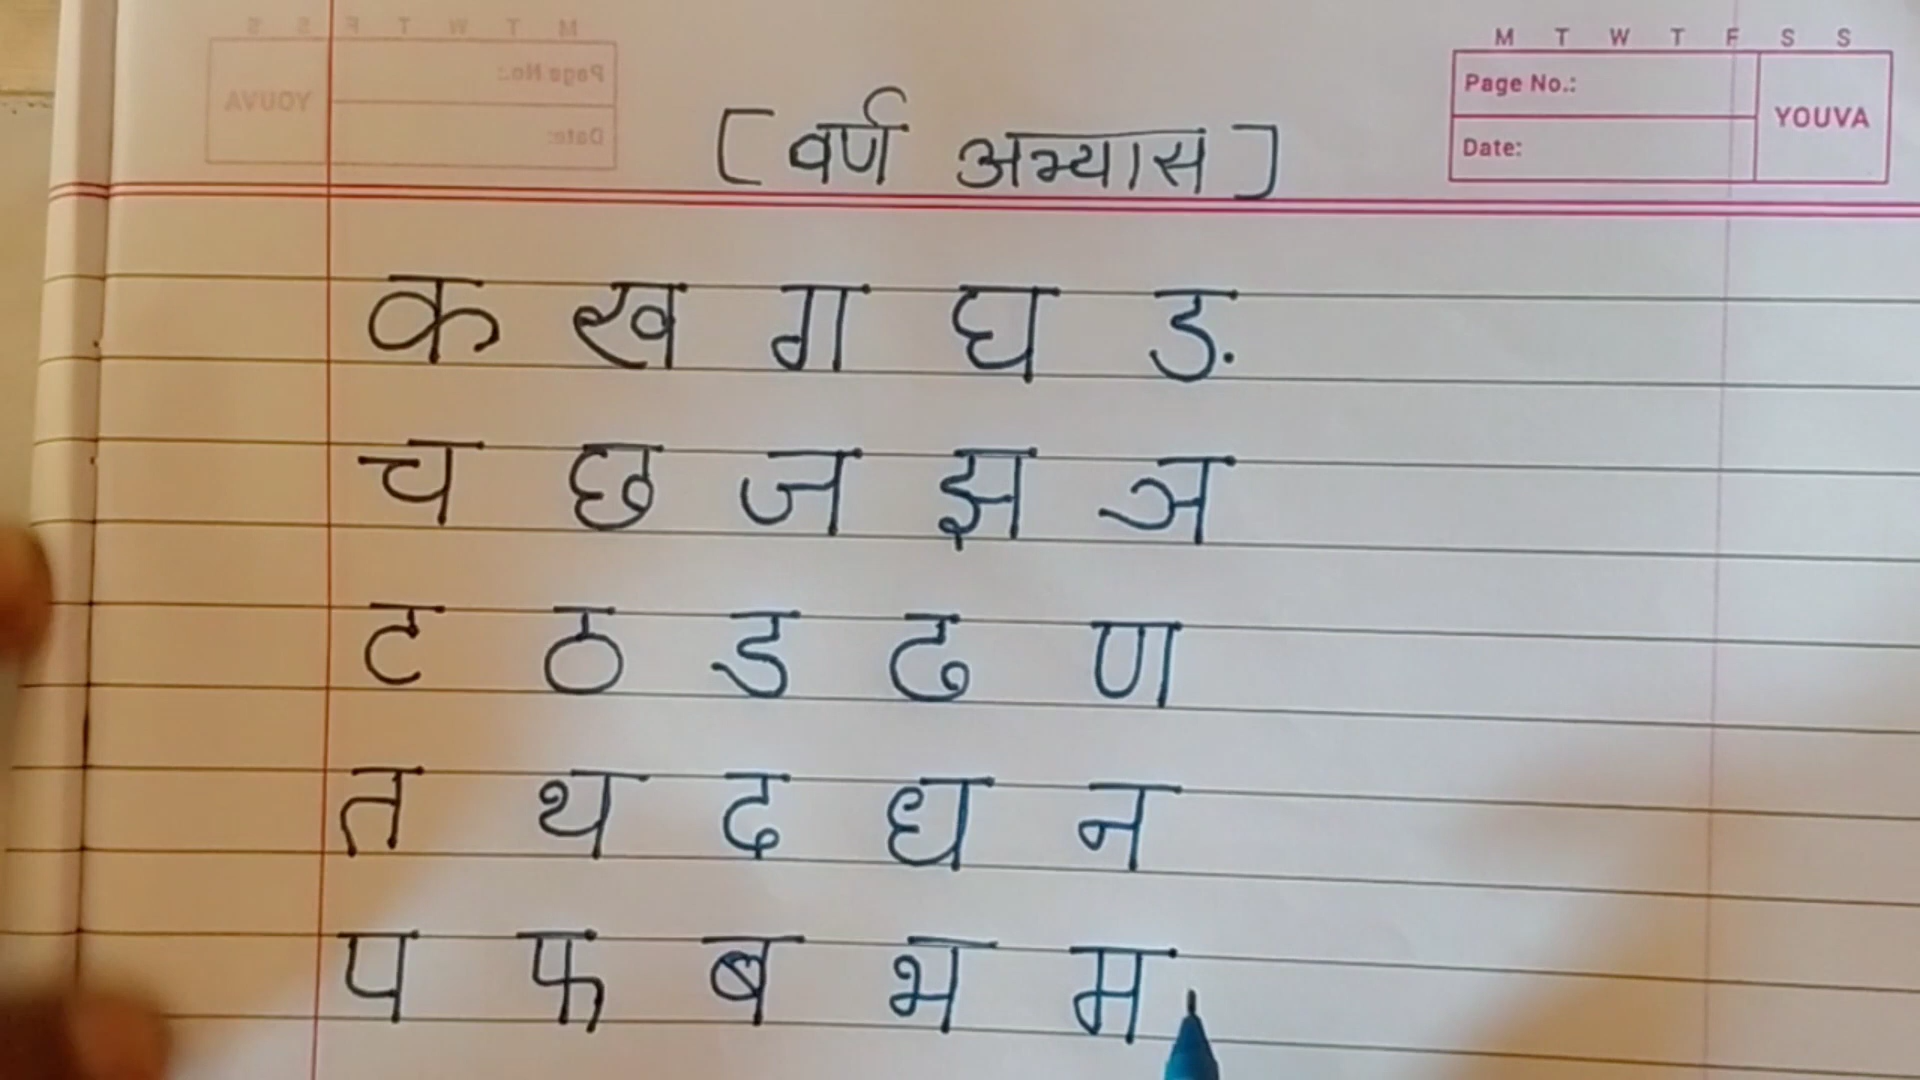 M T W T F S S
Page No.:
YOUVA
Date:
[वर्ण अभ्यास]
क ख ग घ ङ
च छ ज झ ञ
ट ठ ड ढ ण
त थ द ध न
प फ ब भ म